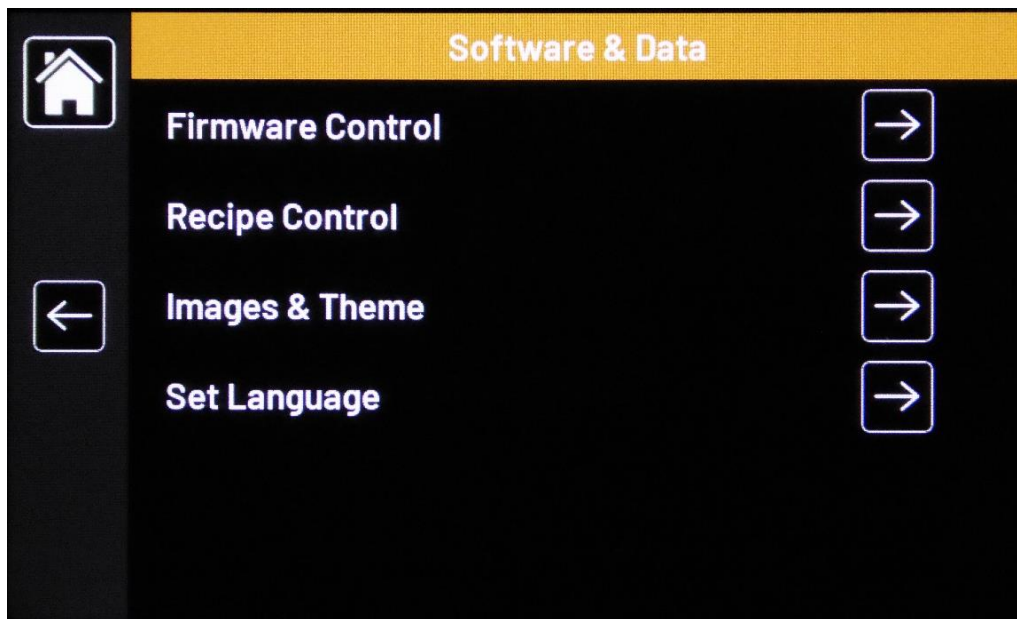 Software & Data
Firmware Control
Recipe Control
Images & Theme
Set Language